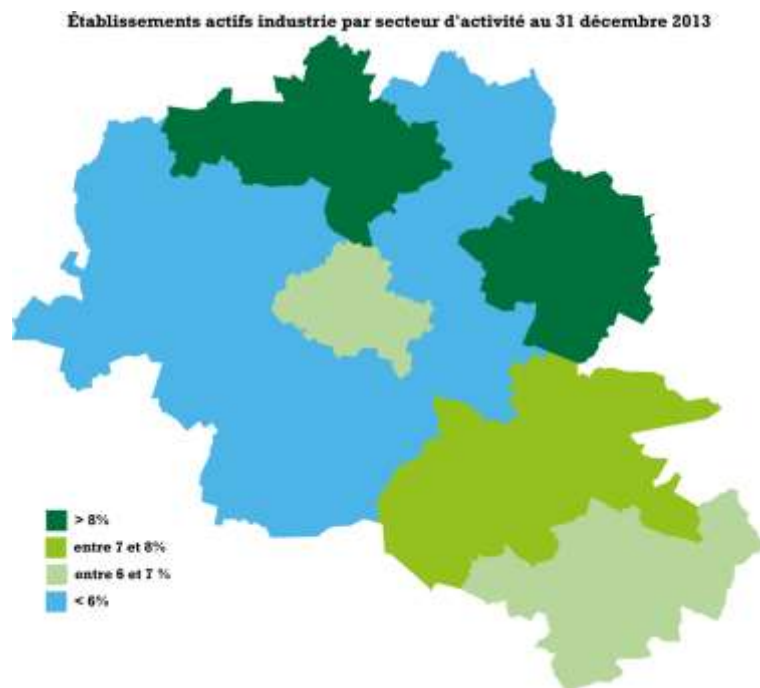 Établissements actifs industrie par secteur d'activité au 31 décembre 2013
> 8%
entre 7 et 8%
entre 6 et 7 %
< 6%